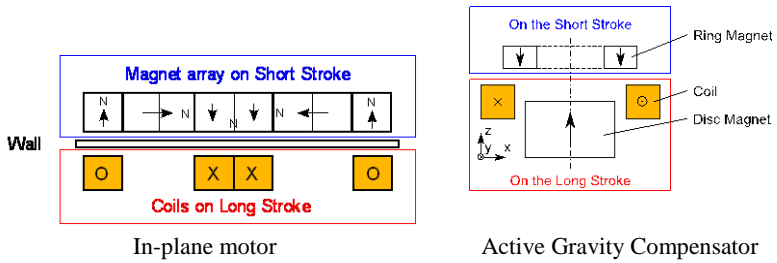 Magnet array on Short Stroke
N
N
N
N
N
N
Wall
O
X
X
O
Coils on Long Stroke
In-plane motor
On the Short Stroke
Ring Magnet
Coil
×
Disc Magnet
z
y
x
On the Long Stroke
Active Gravity Compensator